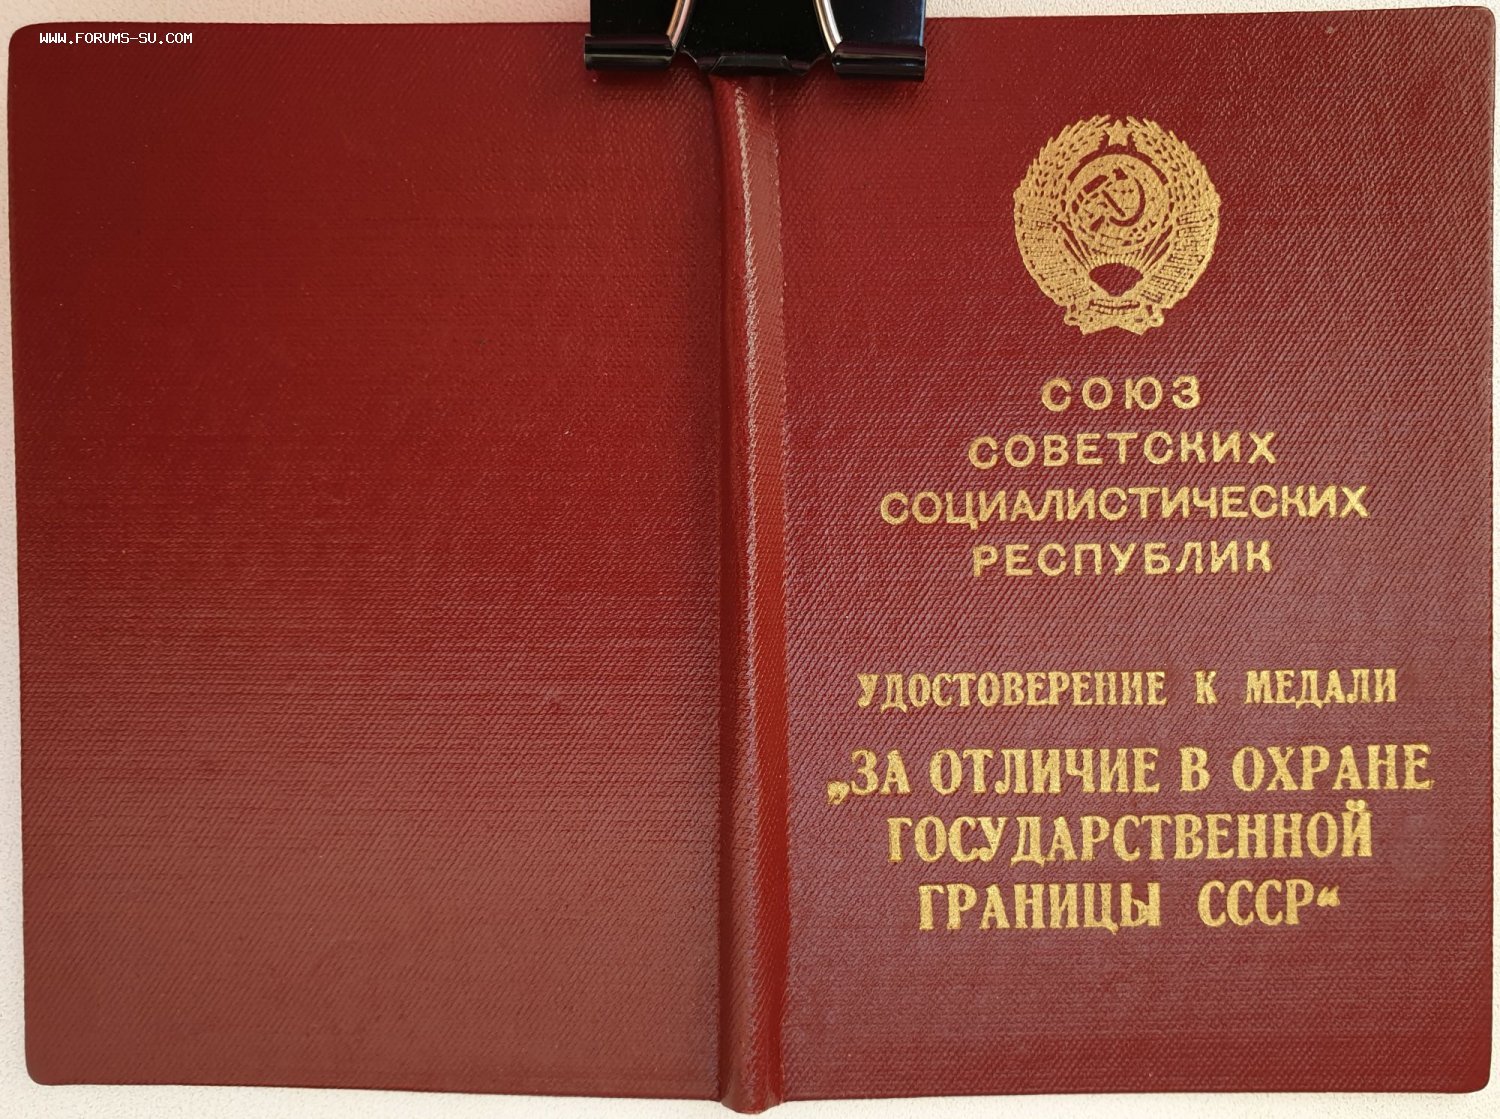 WWW.FORUMS-SU.COM
СОЮЗ
СОВЕТСКИХ
СОЦИАЛИСТИЧЕСКИХ
РЕСПУБЛИК
УДОСТОВЕРЕНИЕ К МЕДАЛИ
„ЗА ОТЛИЧИЕ В ОХРАНЕ
ГОСУДАРСТВЕННОЙ
ГРАНИЦЫ СССР“